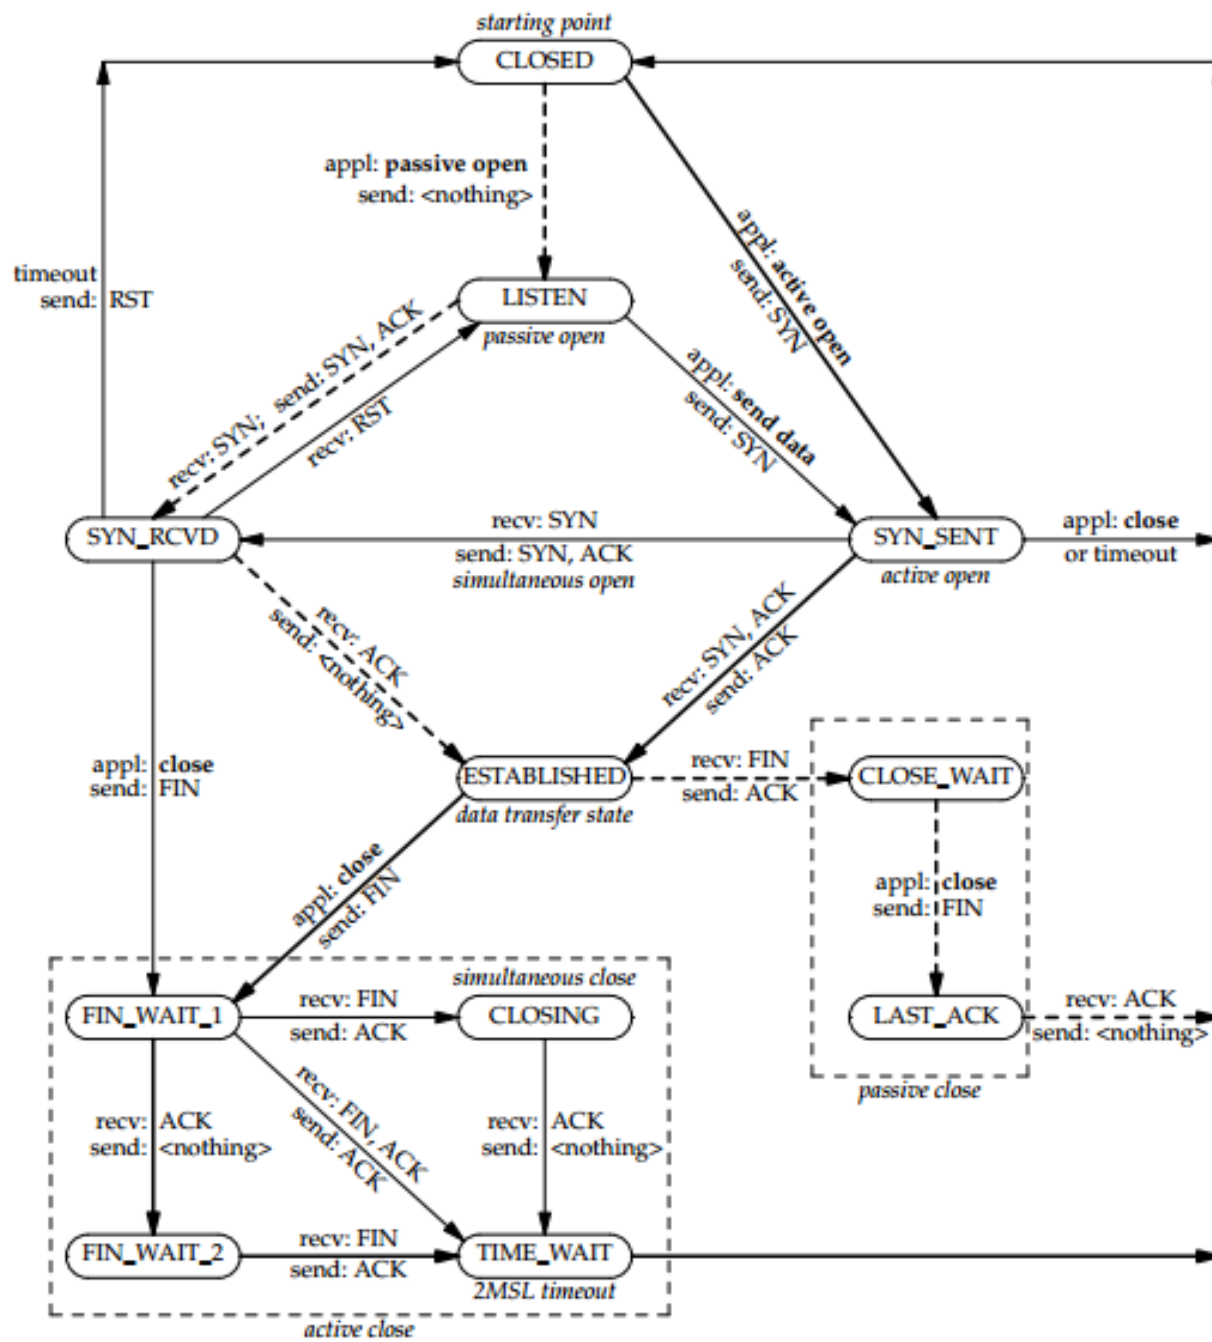 starting point
CLOSED
appl: passive open
send: <nothing>
appl: active open
send: SYN
timeout
send: RST
LISTEN
passive open
recv: SYN; send: SYN, ACK
recv: RST
appl: send data
send: SYN
SYN_RCVD
recv: SYN
send: SYN, ACK
simultaneous open
SYN_SENT
active open
appl: close
or timeout
recv: ACK
send: <nothing>
recv: SYN, ACK
send: ACK
appl: close
send: FIN
ESTABLISHED
data transfer state
recv: FIN
send: ACK
CLOSE_WAIT
appl: close
send: FIN
appl: close
send: FIN
simultaneous close
FIN_WAIT_1
recv: FIN
send: ACK
CLOSING
LAST_ACK
recv: ACK
send: <nothing>
passive close
recv: ACK
send: <nothing>
recv: FIN, ACK
send: ACK
recv: ACK
send: <nothing>
FIN_WAIT_2
recv: FIN
send: ACK
TIME_WAIT
2MSL timeout
active close